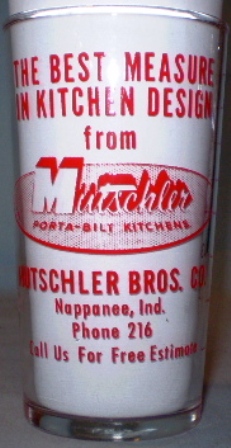 THE BEST MEASURE
IN KITCHEN DESIGN
from
Mutschler
PORTA-BILT KITCHENS
MUTSCHLER BROS. CO.
Nappanee, Ind.
Phone 216
Call Us For Free Estimate